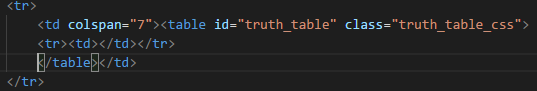 <tr>
<td colspan="7"><table id="truth_table" class="truth_table_css">
<tr><td></td></tr>
</table></td>
</tr>